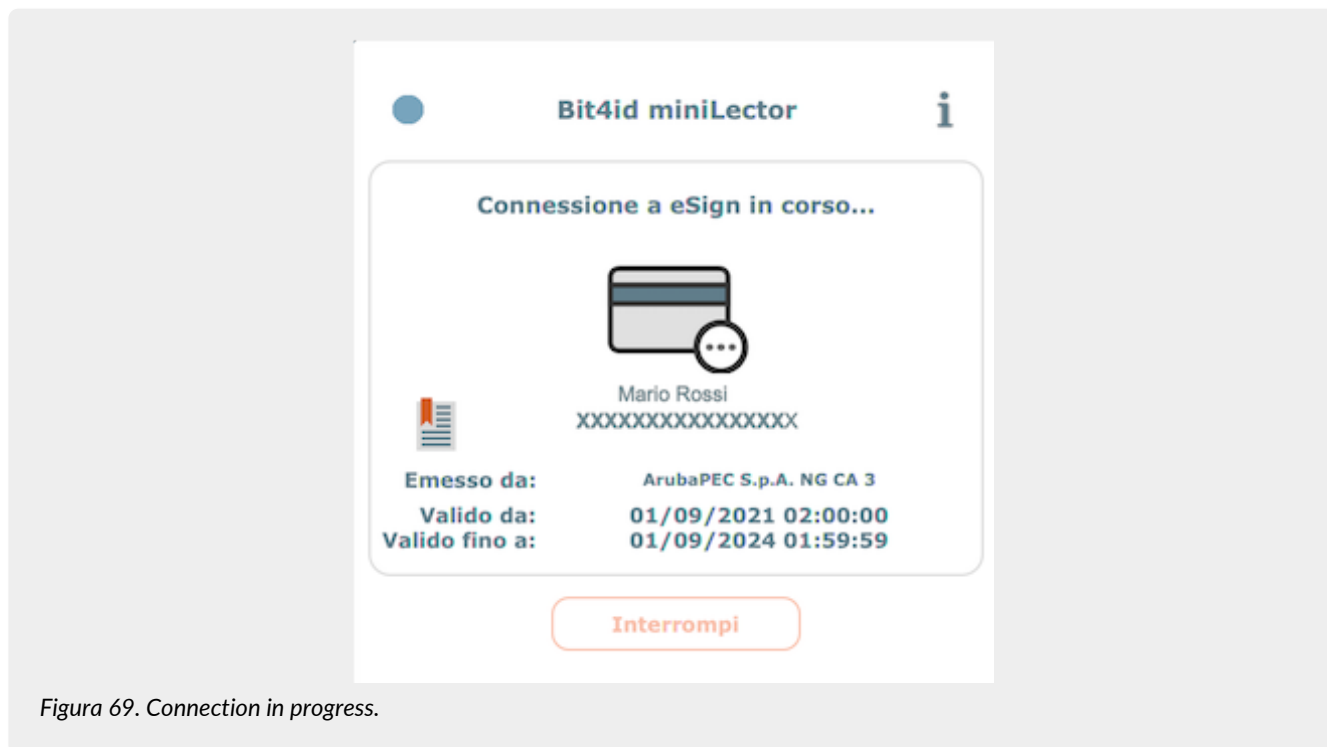 Bit4id miniLector
i
Connessione a eSign in corso...
Mario Rossi
XXXXXXXXXXXXXXXX
Emesso da: ArubaPEC S.p.A. NG CA 3
Valido da: 01/09/2021 02:00:00
Valido fino a: 01/09/2024 01:59:59
Interrompi
Figura 69. Connection in progress.